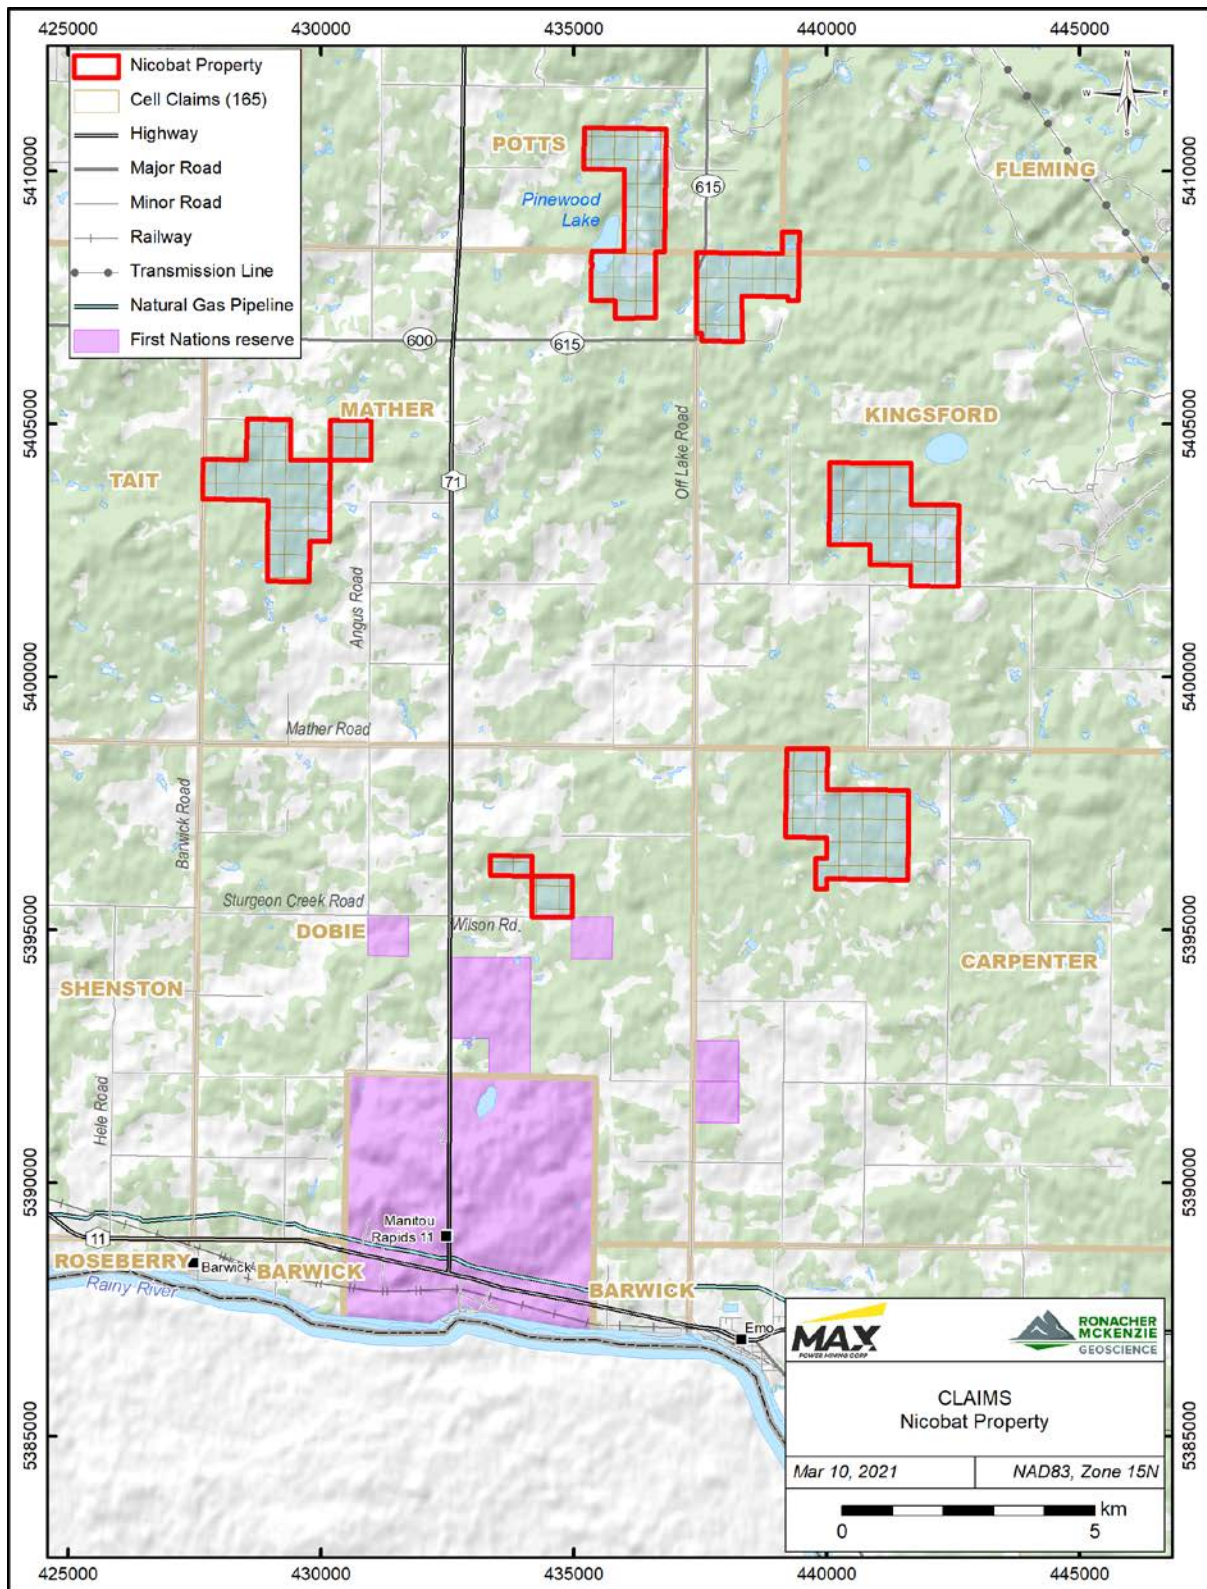 425000 430000 435000 440000 445000
Nicobat Property
Cell Claims (165)
Highway
Major Road
Minor Road
Railway
Transmission Line
Natural Gas Pipeline
First Nations reserve
N
W E
S
POTTS
FLEMING
615
Pinewood
Lake
5410000
5410000
600
615
MATHER
KINGSFORD
5405000
5405000
TAIT
71
Off Lake Road
Angus Road
5400000
5400000
Mather Road
Barwick Road
Sturgeon Creek Road
Wilson Rd.
DOBIE
5395000
5395000
CARPENTER
SHENSTON
Hele Road
5390000
5390000
Manitou
Rapids 11
11
ROSEBERRY
Barwick
BARWICK
BARWICK
Rainy River
Emo
MAX
POWER MINING CORP
RONACHER
MCKENZIE
GEOSCIENCE
CLAIMS
Nicobat Property
5385000
5385000
Mar 10, 2021 NAD83, Zone 15N
km
0 5
425000 430000 435000 440000 445000